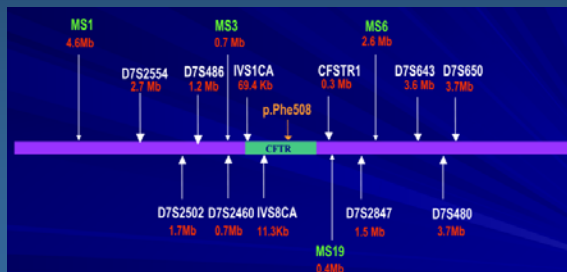 MS1
4.6Mb
MS3
0.7 Mb
MS6
2.6 Mb
D7S2554
2.7 Mb
D7S486
1.2 Mb
IVS1CA
69.4 Kb
CFSTR1
0.3 Mb
D7S643
3.6 Mb
D7S650
3.7Mb
p.Phe508
CFTR
D7S2502
1.7Mb
D7S2460
0.7Mb
IVS8CA
11.3Kb
D7S2847
1.5 Mb
D7S480
3.7Mb
MS19
0.4Mb